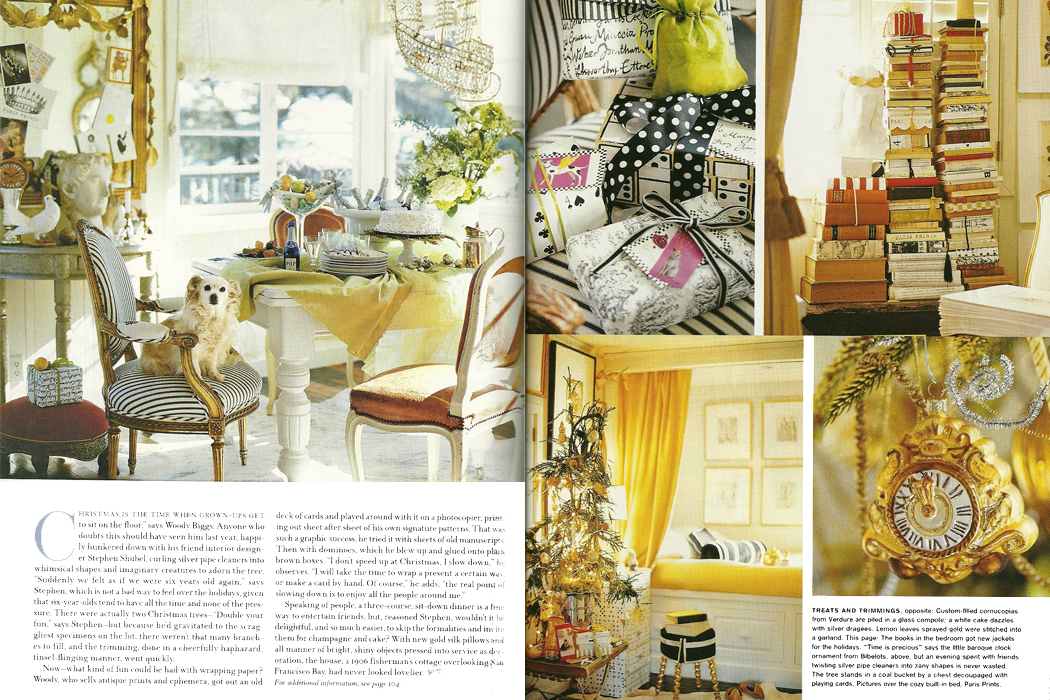 PARIS PRINTS
POP
Gran Miuccia Pra
Weber Jonathan M
Ellsworthy Ettore
To Mary
From
PARIS PRINTS
CHRISTMAS IS THE TIME WHEN GROWN-UPS GET
to sit on the floor," says Woody Biggs. Anyone who
doubts this should have seen him last year, happi-
ly hunkered down with his friend interior design-
er Stephen Shubel, curling silver pipe cleaners into
whimsical shapes and imaginary creatures to adorn the tree.
"Suddenly we felt as if we were six years old again," says
Stephen, which is not a bad way to feel over the holidays, given
that six-year-olds tend to have all the time and none of the pres-
sure. There were actually two Christmas trees—"Double your
fun," says Stephen—but because he'd gravitated to the scrag-
gliest specimens on the lot, there weren't that many branch-
es to fill, and the trimming, done in a cheerfully haphazard,
tinsel-flinging manner, went quickly.
Now—what kind of fun could be had with wrapping paper?
Woody, who sells antique prints and ephemera, got out an old
deck of cards and played around with it on a photocopier, print-
ing out sheet after sheet of his own signature patterns. That was
such a graphic success, he tried it with sheets of old manuscripts.
Then with dominoes, which he blew up and glued onto plain
brown boxes. "I don't speed up at Christmas, I slow down," he
observes. "I will take the time to wrap a present a certain way,
or make a card by hand. Of course," he adds, "the real point of
slowing down is to enjoy all the people around me."
Speaking of people, a three-course, sit-down dinner is a fine
way to entertain friends, but, reasoned Stephen, wouldn't it be
delightful, and so much easier, to skip the formalities and invite
them for champagne and cake? With new gold silk pillows and
all manner of bright, shiny objects pressed into service as dec-
oration, the house, a 1906 fisherman's cottage overlooking San
Francisco Bay, had never looked lovelier.
For additional information, see page 104.
TREATS AND TRIMMINGS, opposite: Custom-filled cornucopias
from Verdure are piled in a glass compote; a white cake dazzles
with silver dragees. Lemon leaves sprayed gold were stitched into
a garland. This page: The books in the bedroom got new jackets
for the holidays. "Time is precious" says the little baroque clock
ornament from Bibelots, above, but an evening spent with friends
twisting silver pipe cleaners into zany shapes is never wasted.
The tree stands in a coal bucket by a chest decoupaged with
playing cards. Pictures over the cozy built-in bed, Paris Prints.